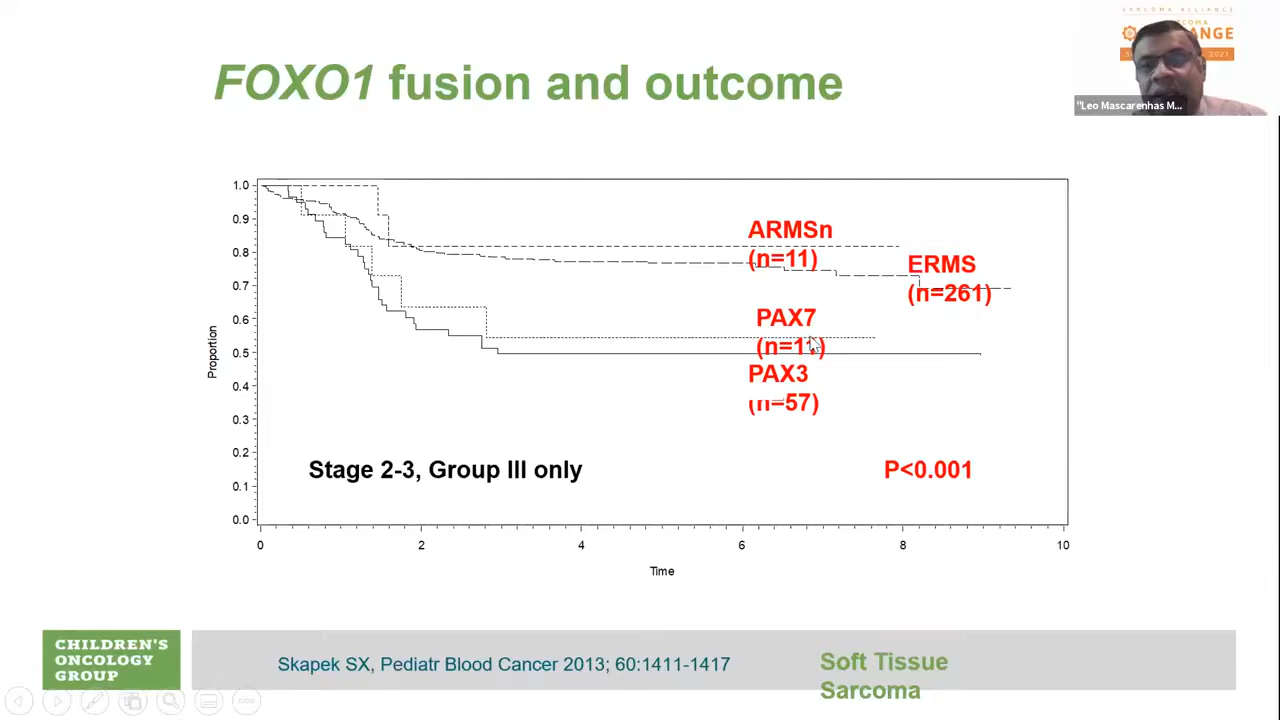 SARCOMA ALLIANCE
FOXO1 fusion and outcome
"Leo Mascarenhas M...
1.0
0.9
0.8
0.7
0.6
0.5
0.4
0.3
0.2
0.1
0.0
Proportion
ARMSn
(n=11)
ERMS
(n=261)
PAX7
PAX3
(n=57)
Stage 2-3, Group III only
P<0.001
0 2 4 6 8 10
Time
CHILDREN'S
ONCOLOGY
GROUP
Skapek SX, Pediatr Blood Cancer 2013; 60:1411-1417
Soft Tissue
Sarcoma